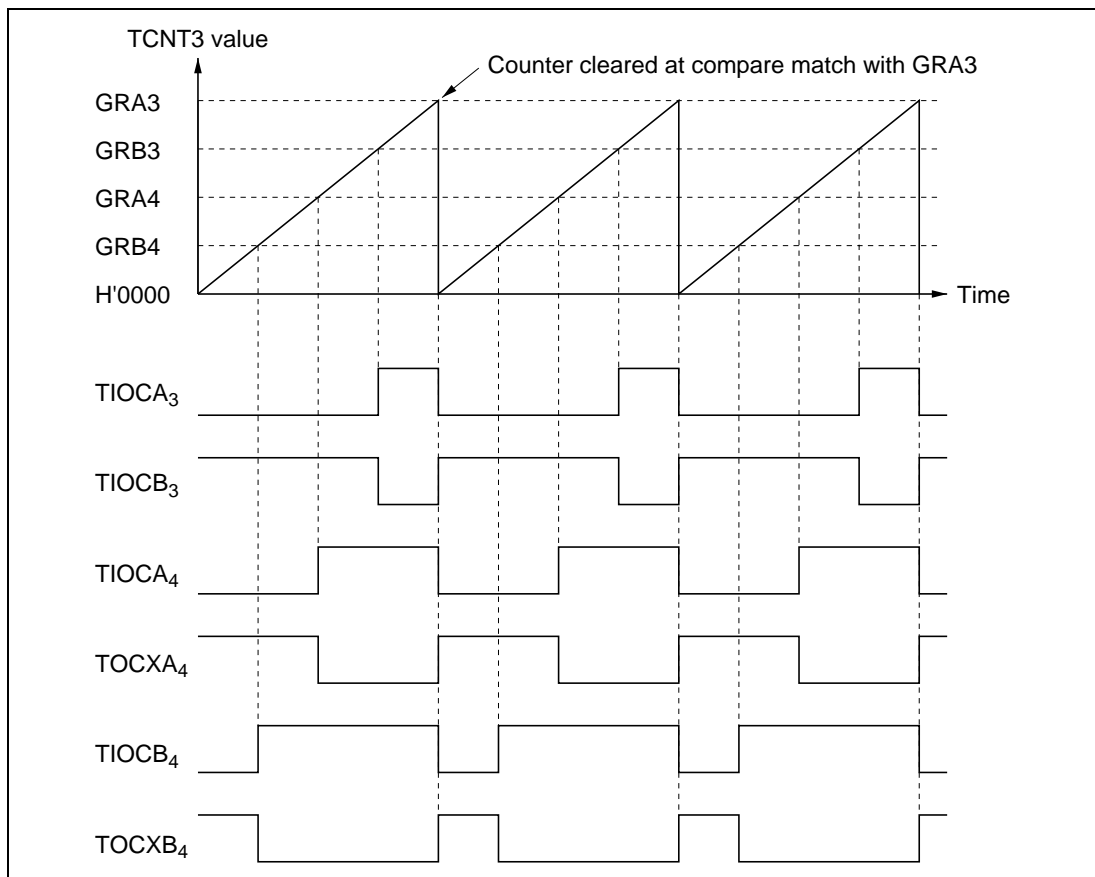 TCNT3 value
Counter cleared at compare match with GRA3
GRA3
GRB3
GRA4
GRB4
H'0000
Time
TIOCA3
TIOCB3
TIOCA4
TOCXA4
TIOCB4
TOCXB4